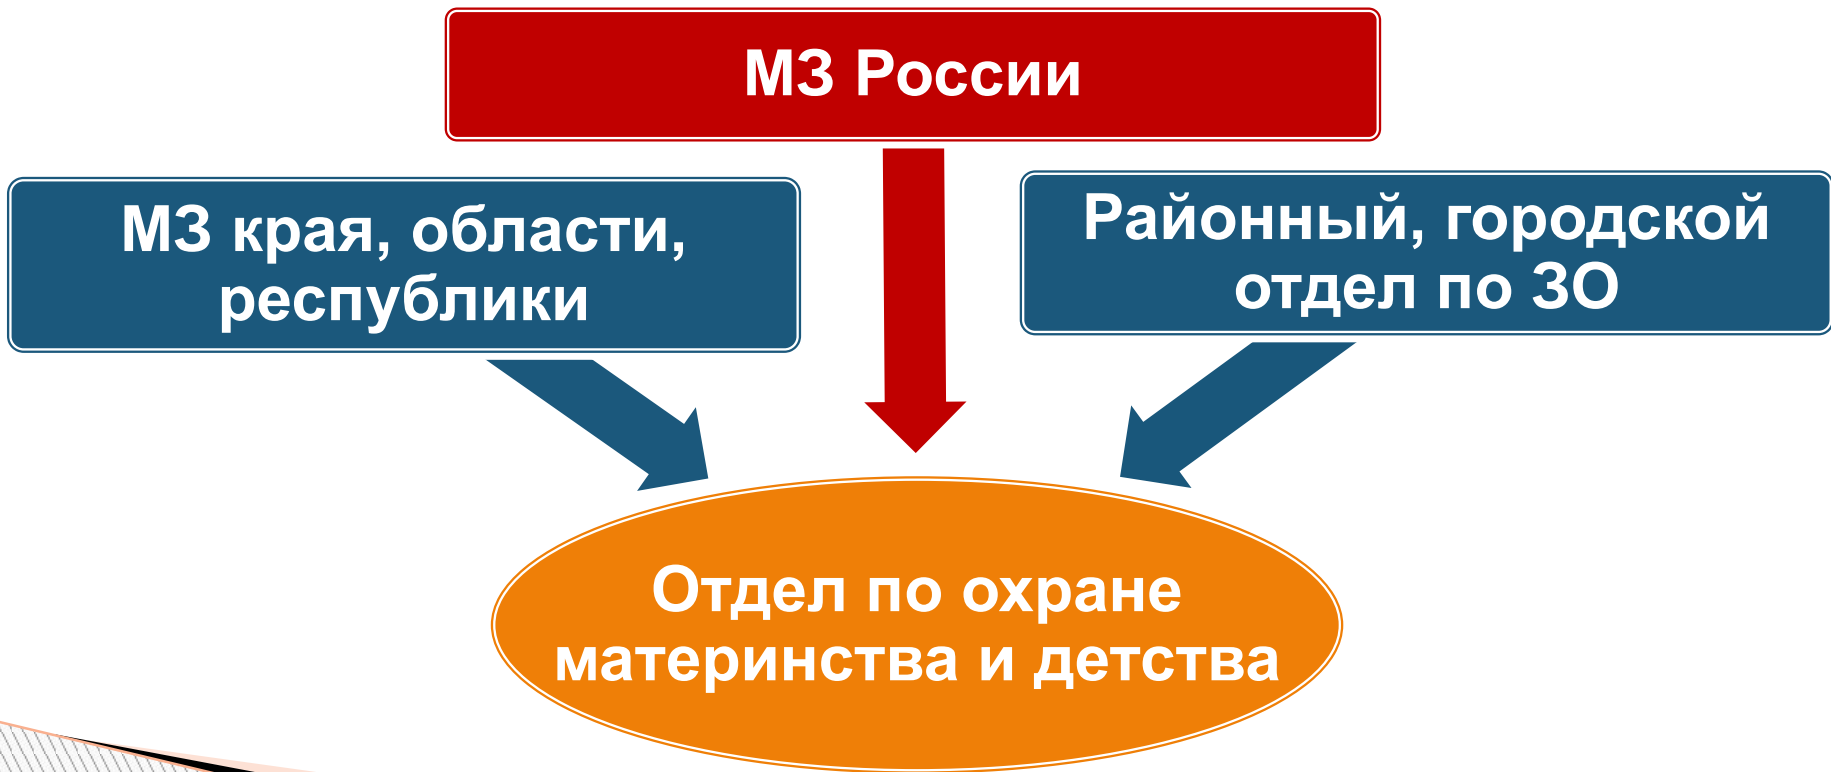 МЗ России
МЗ края, области,
республики
Районный, городской
отдел по ЗО
Отдел по охране
материнства и детства